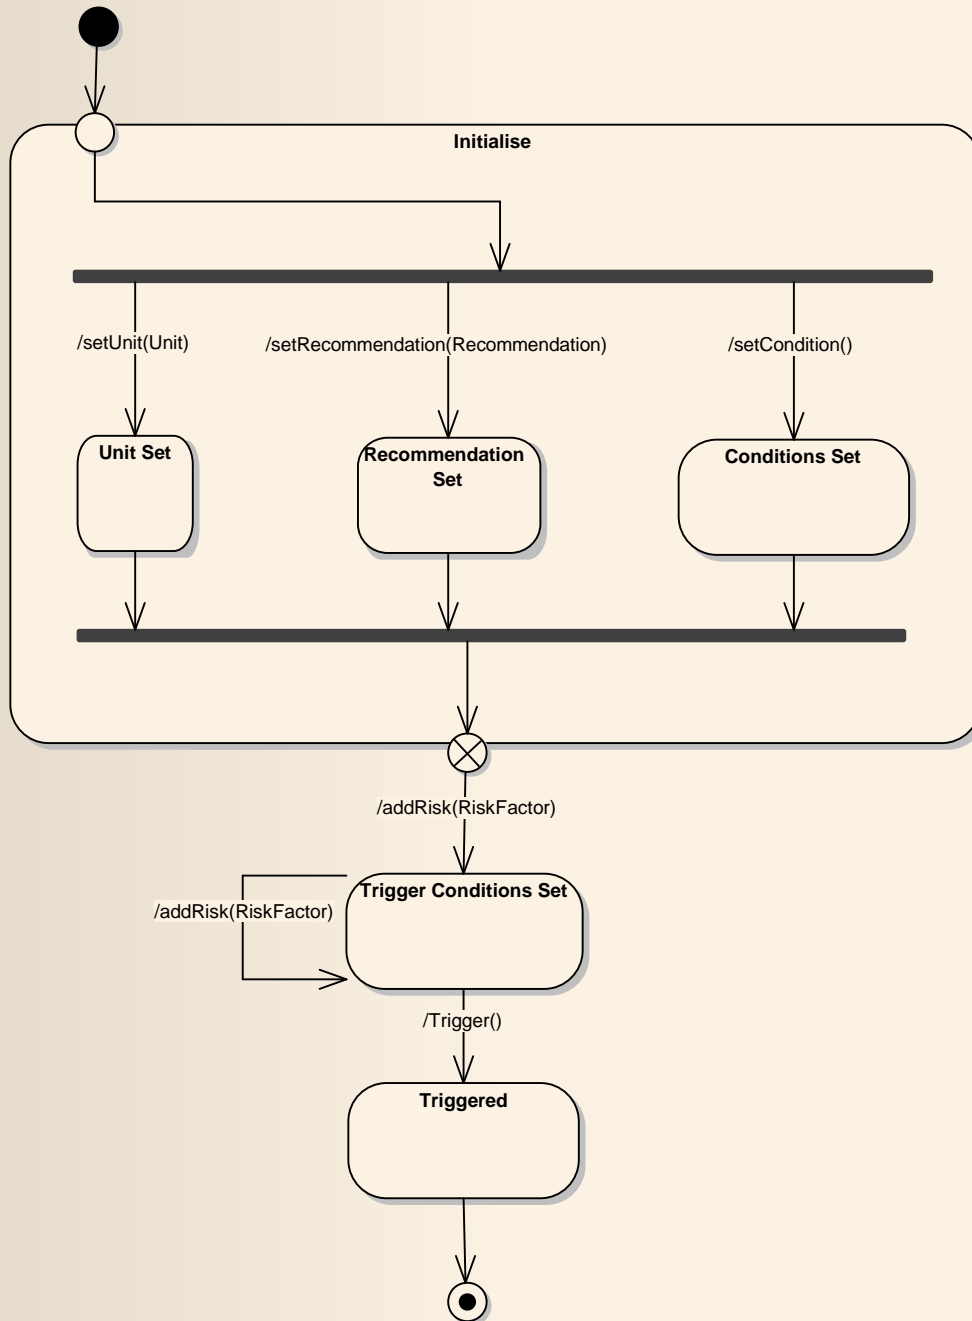 Initialise
/setUnit(Unit)
/setRecommendation(Recommendation)
/setCondition()
Unit Set
Recommendation
Set
Conditions Set
/addRisk(RiskFactor)
Trigger Conditions Set
/addRisk(RiskFactor)
/Trigger()
Triggered